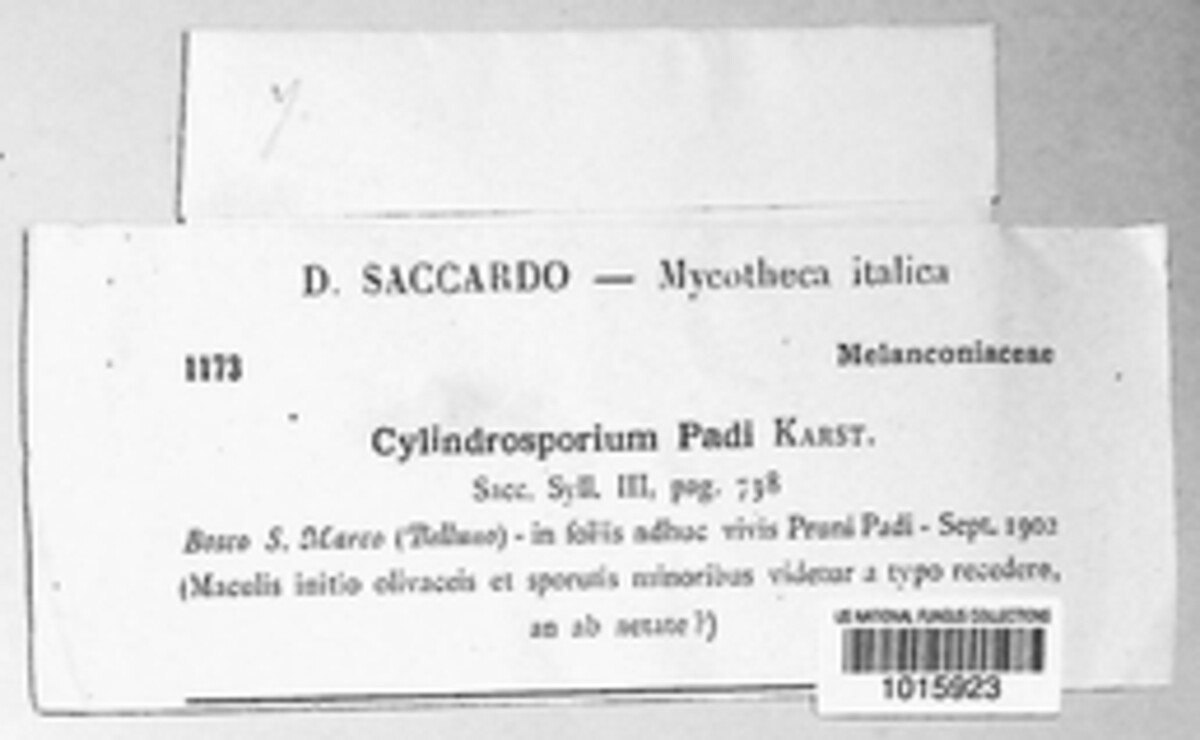 D. SACCARDO — Mycotheca italica
1173
Melanconiaceae
Cylindrosporium Padi KARST.
Sacc. Syll. III, pag. 738
Bosco S. Marco (Belluno) - in foliis adhuc vivis Pruni Padi - Sept. 1902
(Maculis initio olivaceis et sporulis minoribus videtur a typo recedere,
an ab aetate?)
US NATIONAL FUNGUS COLLECTIONS
1015923